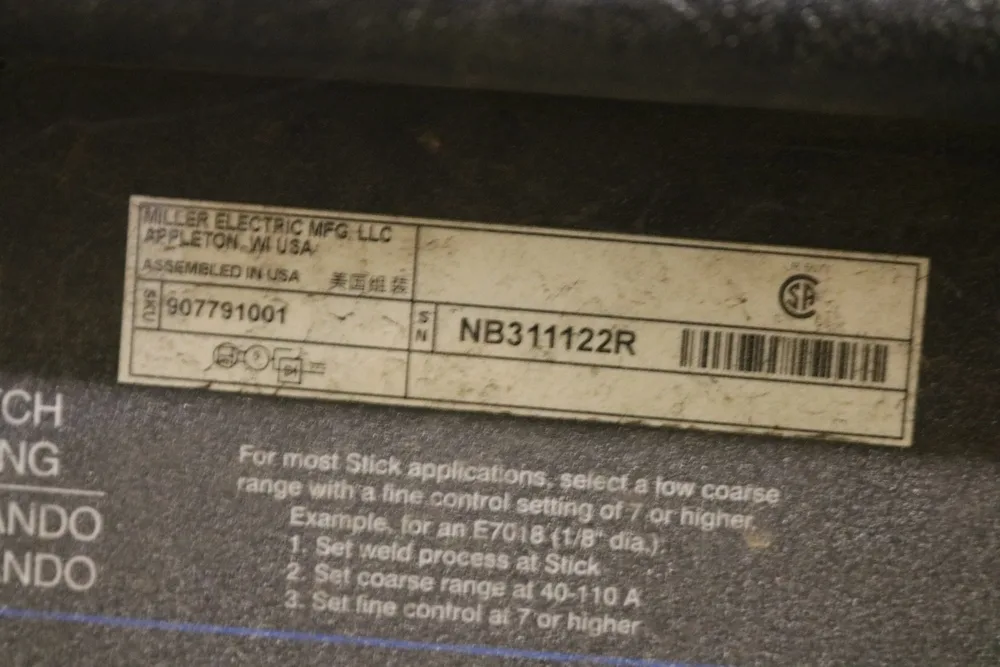 MILLER ELECTRIC MFG. LLC
APPLETON, WI USA
ASSEMBLED IN USA 美国组装
SKU 907791001
SN NB311122R
CH
NG
ANDO
NDO
For most Stick applications, select a low coarse
range with a fine control setting of 7 or higher.
Example, for an E7018 (1/8" dia.):
1. Set weld process at Stick
2. Set coarse range at 40-110 A
3. Set fine control at 7 or higher